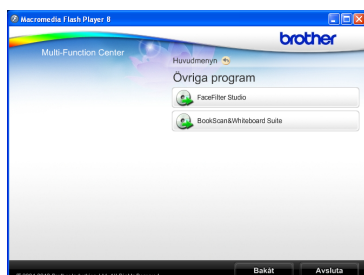 Macromedia Flash Player 8
brother
Multi-Function Center
Huvudmenyn
Övriga program
FaceFilter Studio
BookScan&Whiteboard Suite
Bakåt
Avsluta